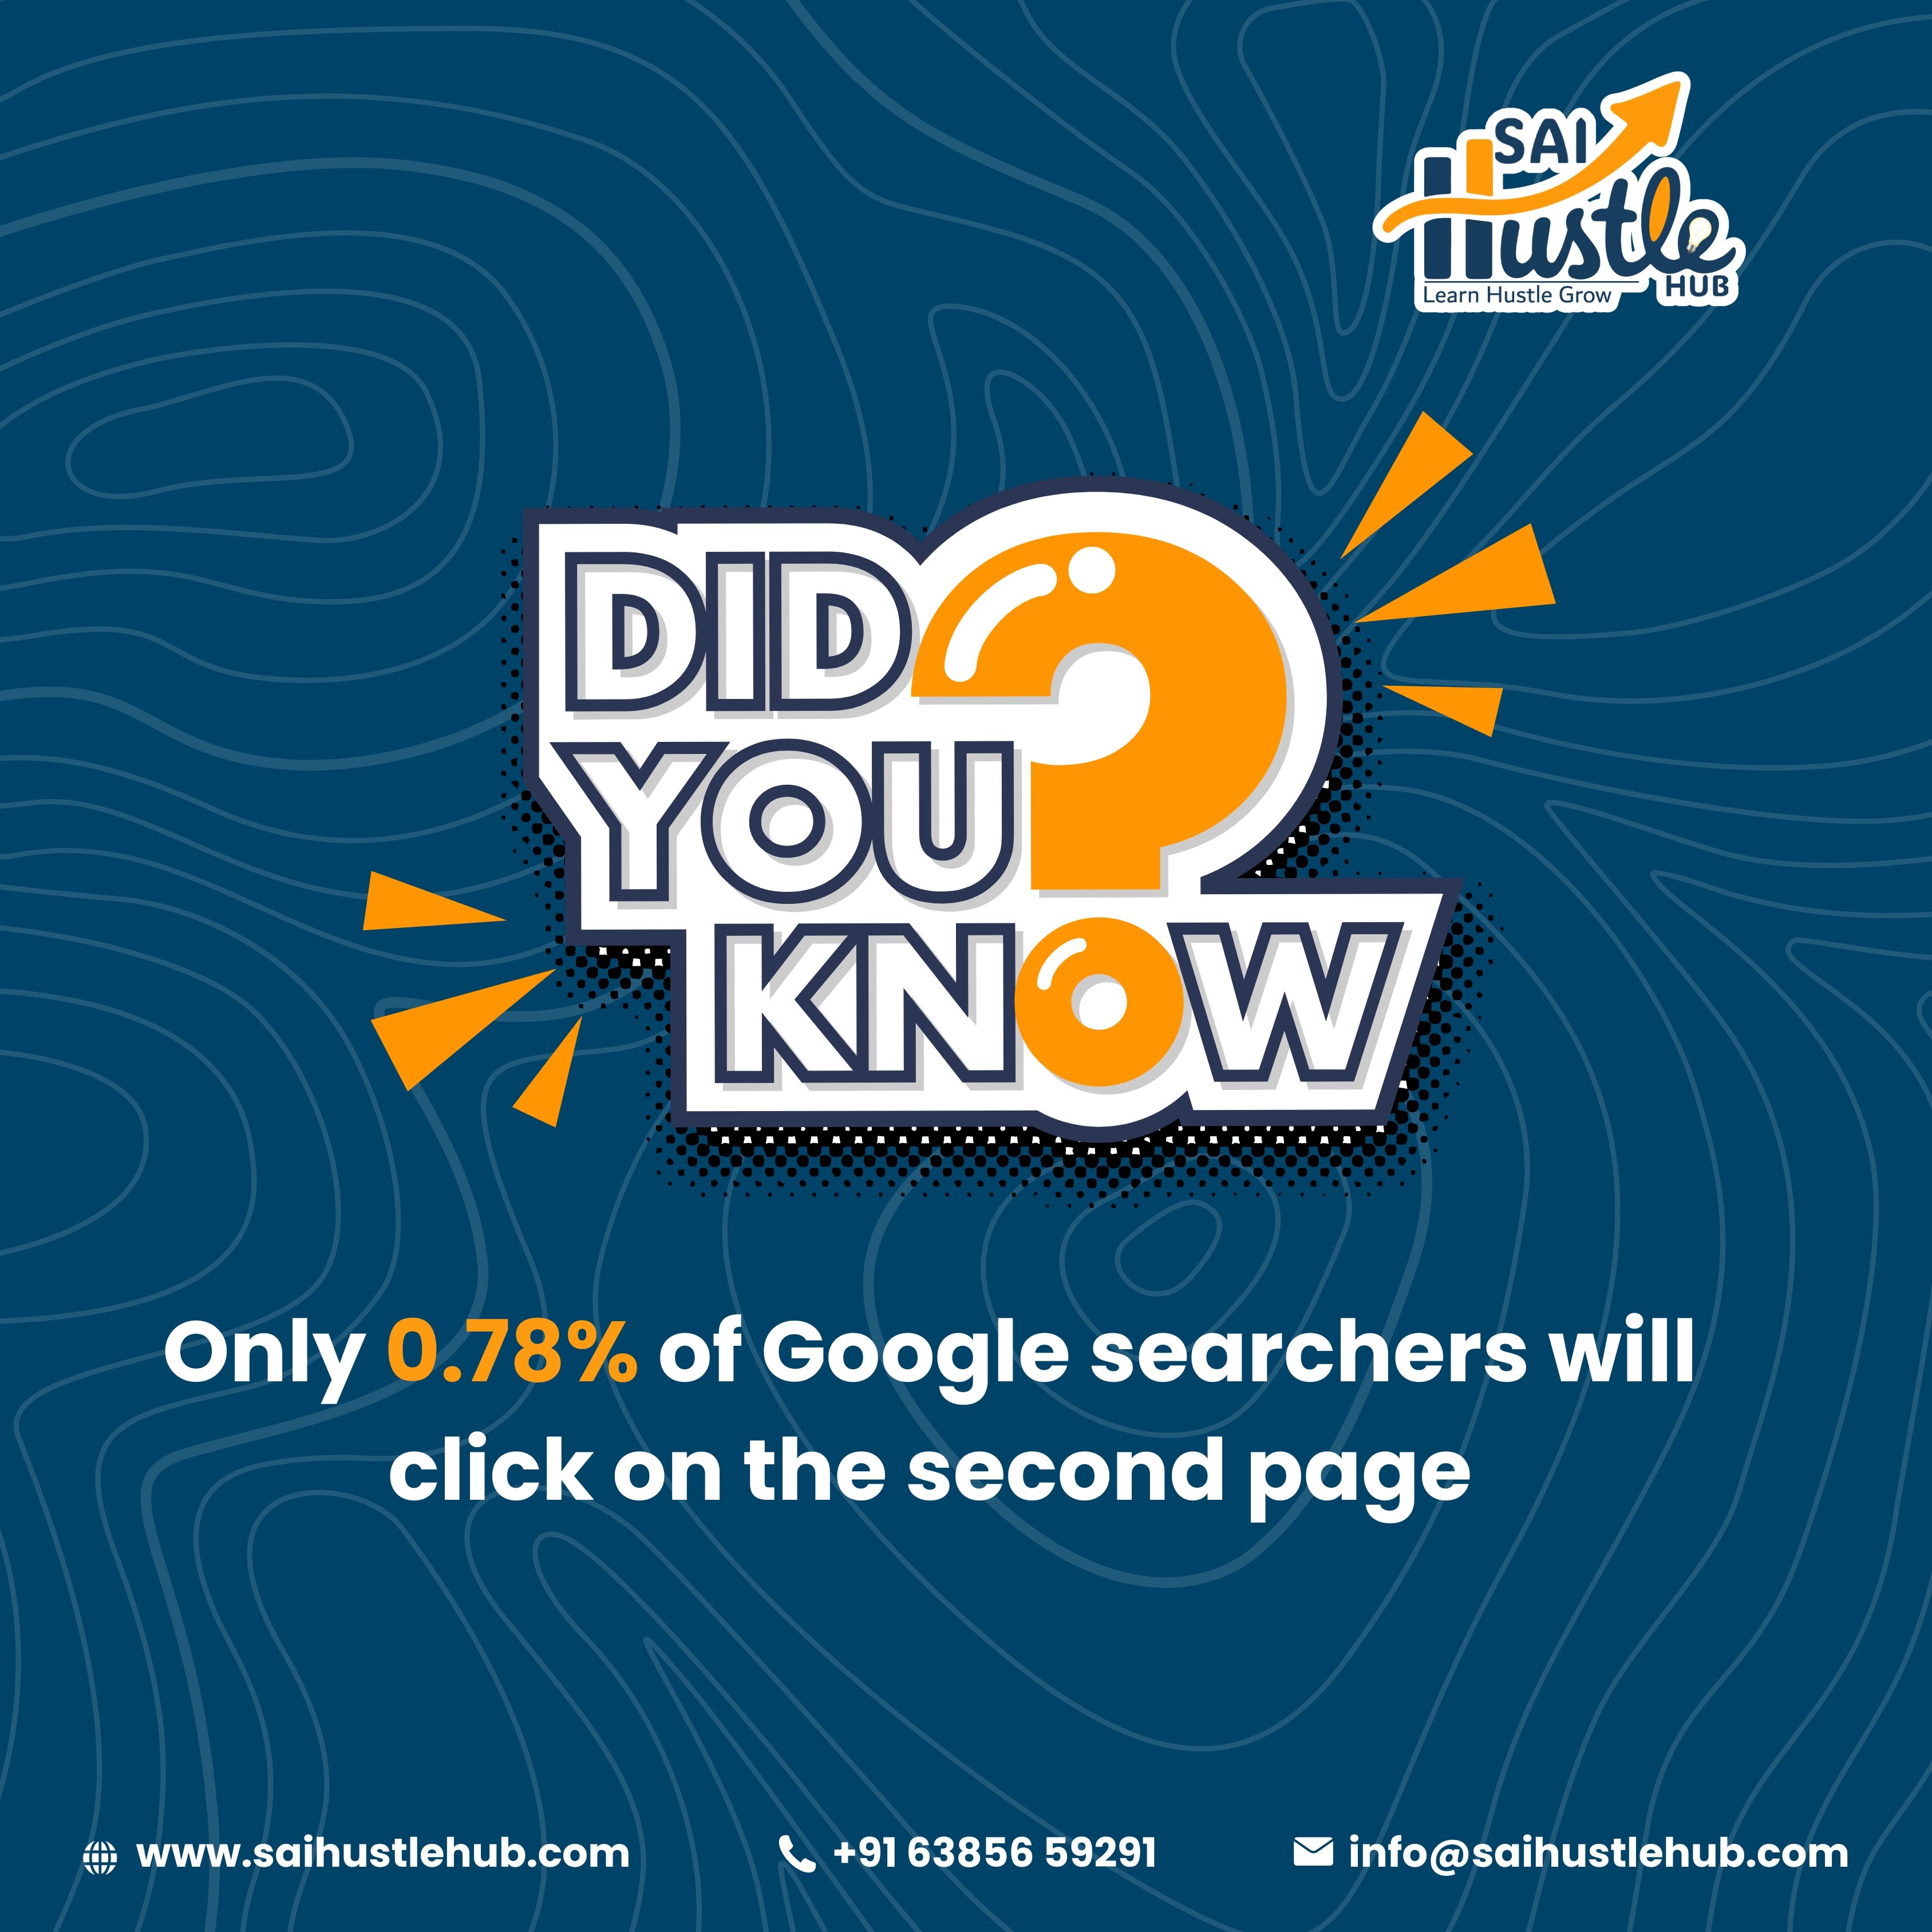 SAI
Hustle
HUB
Learn Hustle Grow
DID
YOU
KNOW?
Only 0.78% of Google searchers will
click on the second page
www.saihustlehub.com
+91 63856 59291
info@saihustlehub.com